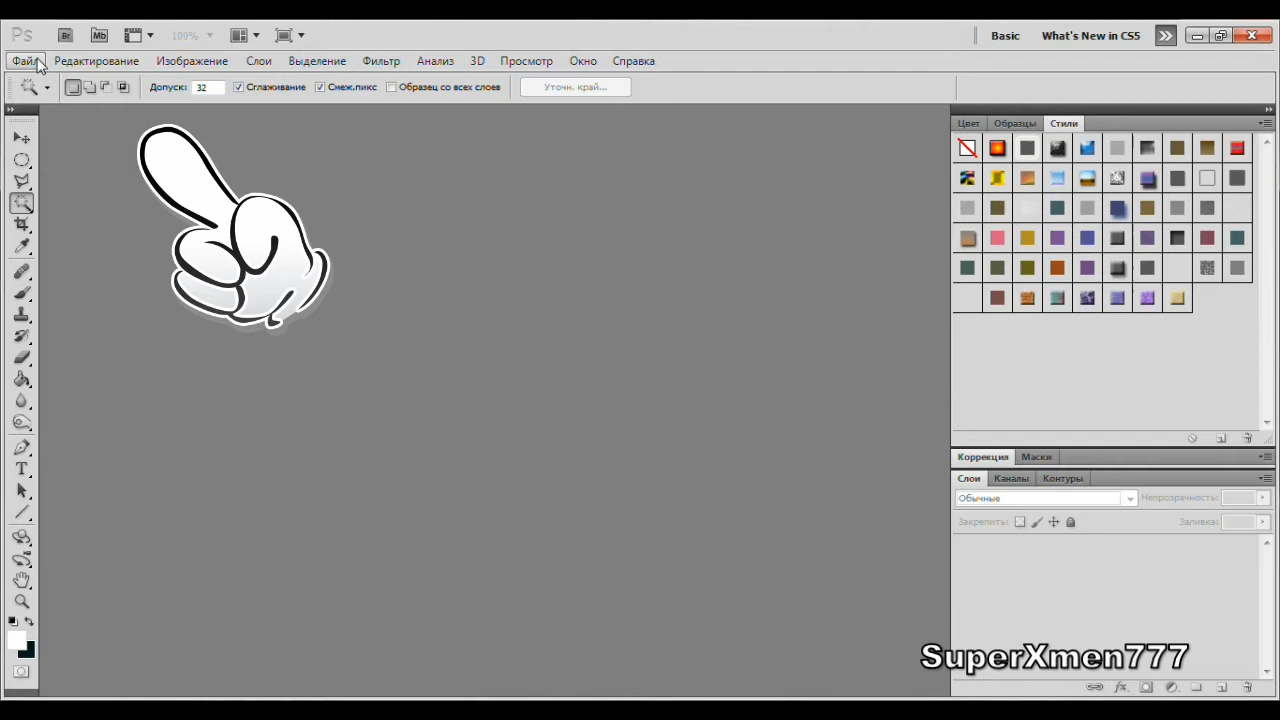 Ps Br Mb 100% Basic What's New in CS5
Файл Редактирование Изображение Слои Выделение Фильтр Анализ 3D Просмотр Окно Справка
Допуск: 32 Сглаживание Смеж.пикс Образец со всех слоев Уточн. край...
Цвет Образцы Стили
Коррекция Маски
Слои Каналы Контуры
Обычные Непрозрачность:
Закрепить: Заливка:
SuperXmen777